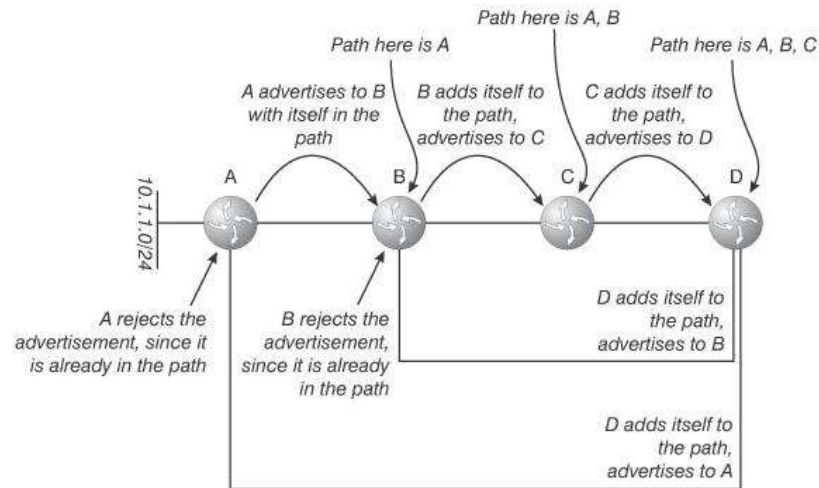 Path here is A, B
Path here is A
Path here is A, B, C
A advertises to B
with itself in the
path
B adds itself to
the path,
advertises to C
C adds itself to
the path,
advertises to D
A
B
C
D
10.1.1.0/24
A rejects the
advertisement, since it
is already in the path
B rejects the
advertisement,
since it is already
in the path
D adds itself to
the path,
advertises to B
D adds itself to
the path,
advertises to A